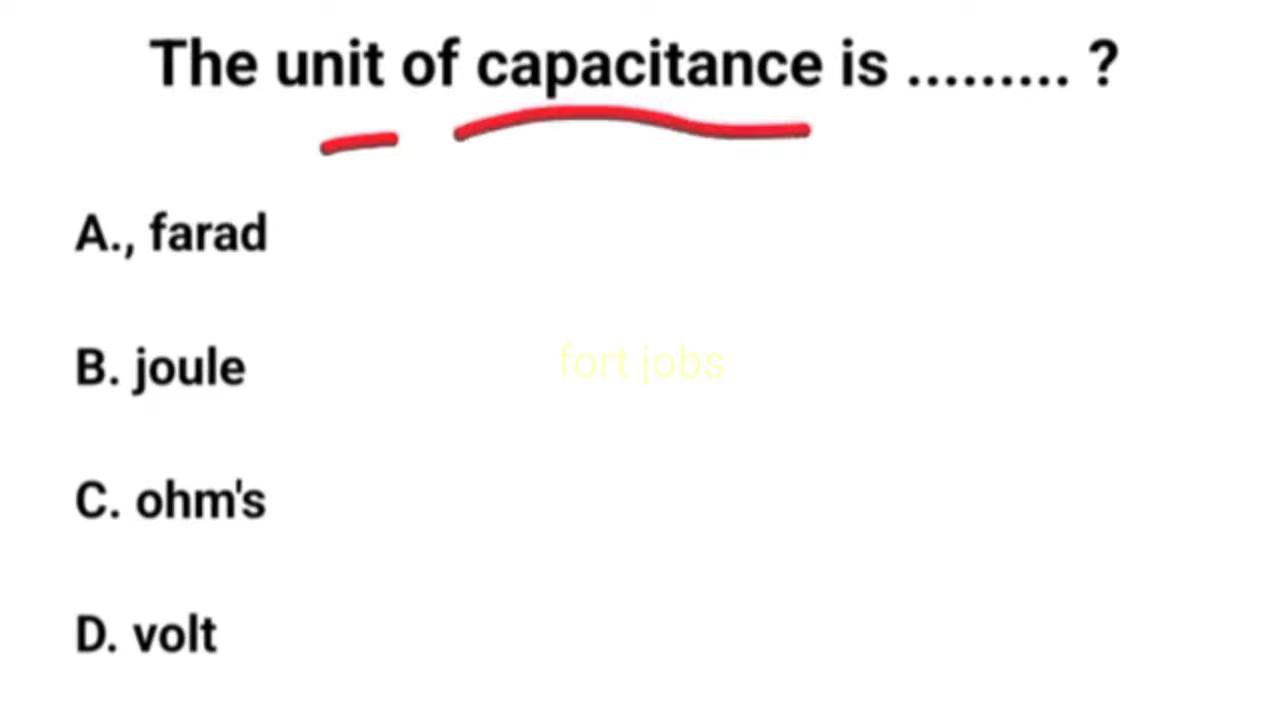 The unit of capacitance is ......... ?
A., farad
B. joule
fort jobs
C. ohm's
D. volt